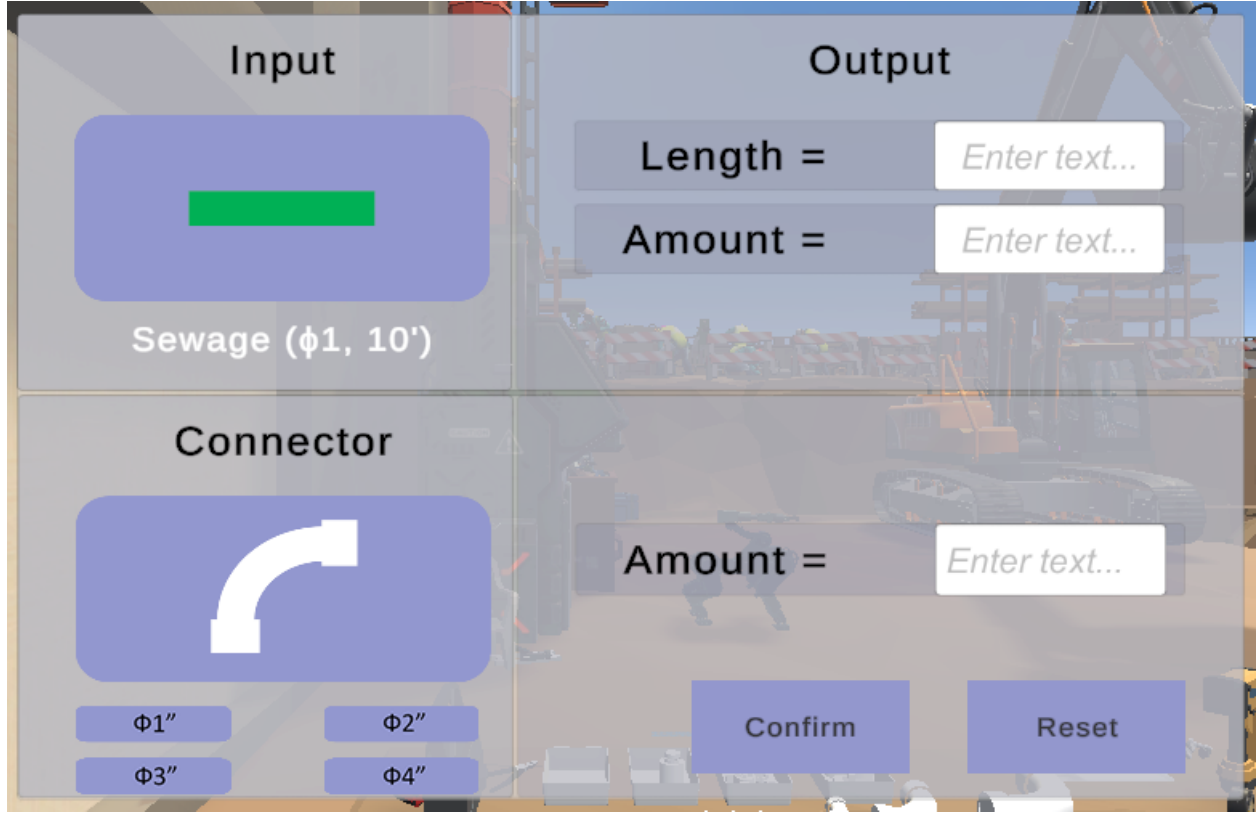 Input
Sewage (ɸ1, 10')
Output
Length =
Enter text...
Amount =
Enter text...
Connector
Φ1”
Φ2”
Φ3”
Φ4”
Amount =
Enter text...
Confirm
Reset